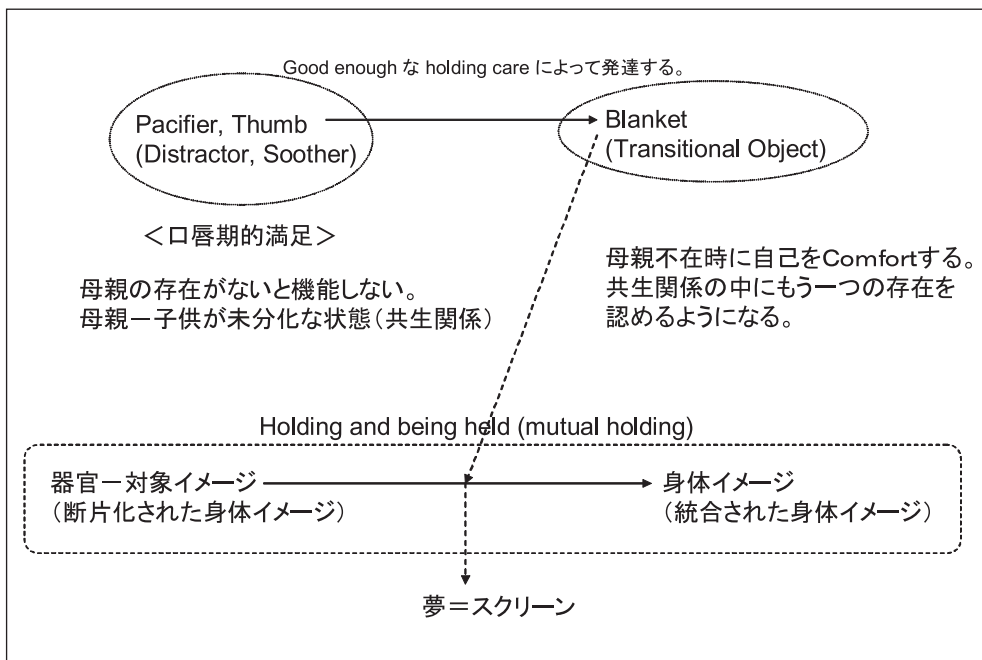 Good enough な holding care によって発達する。
Pacifier, Thumb
(Distractor, Soother)
Blanket
(Transitional Object)
＜口唇期的満足＞
母親の存在がないと機能しない。
母親－子供が未分化な状態（共生関係）
母親不在時に自己をComfortする。
共生関係の中にもう一つの存在を
認めるようになる。
Holding and being held (mutual holding)
器官－対象イメージ
（断片化された身体イメージ）
身体イメージ
（統合された身体イメージ）
夢＝スクリーン